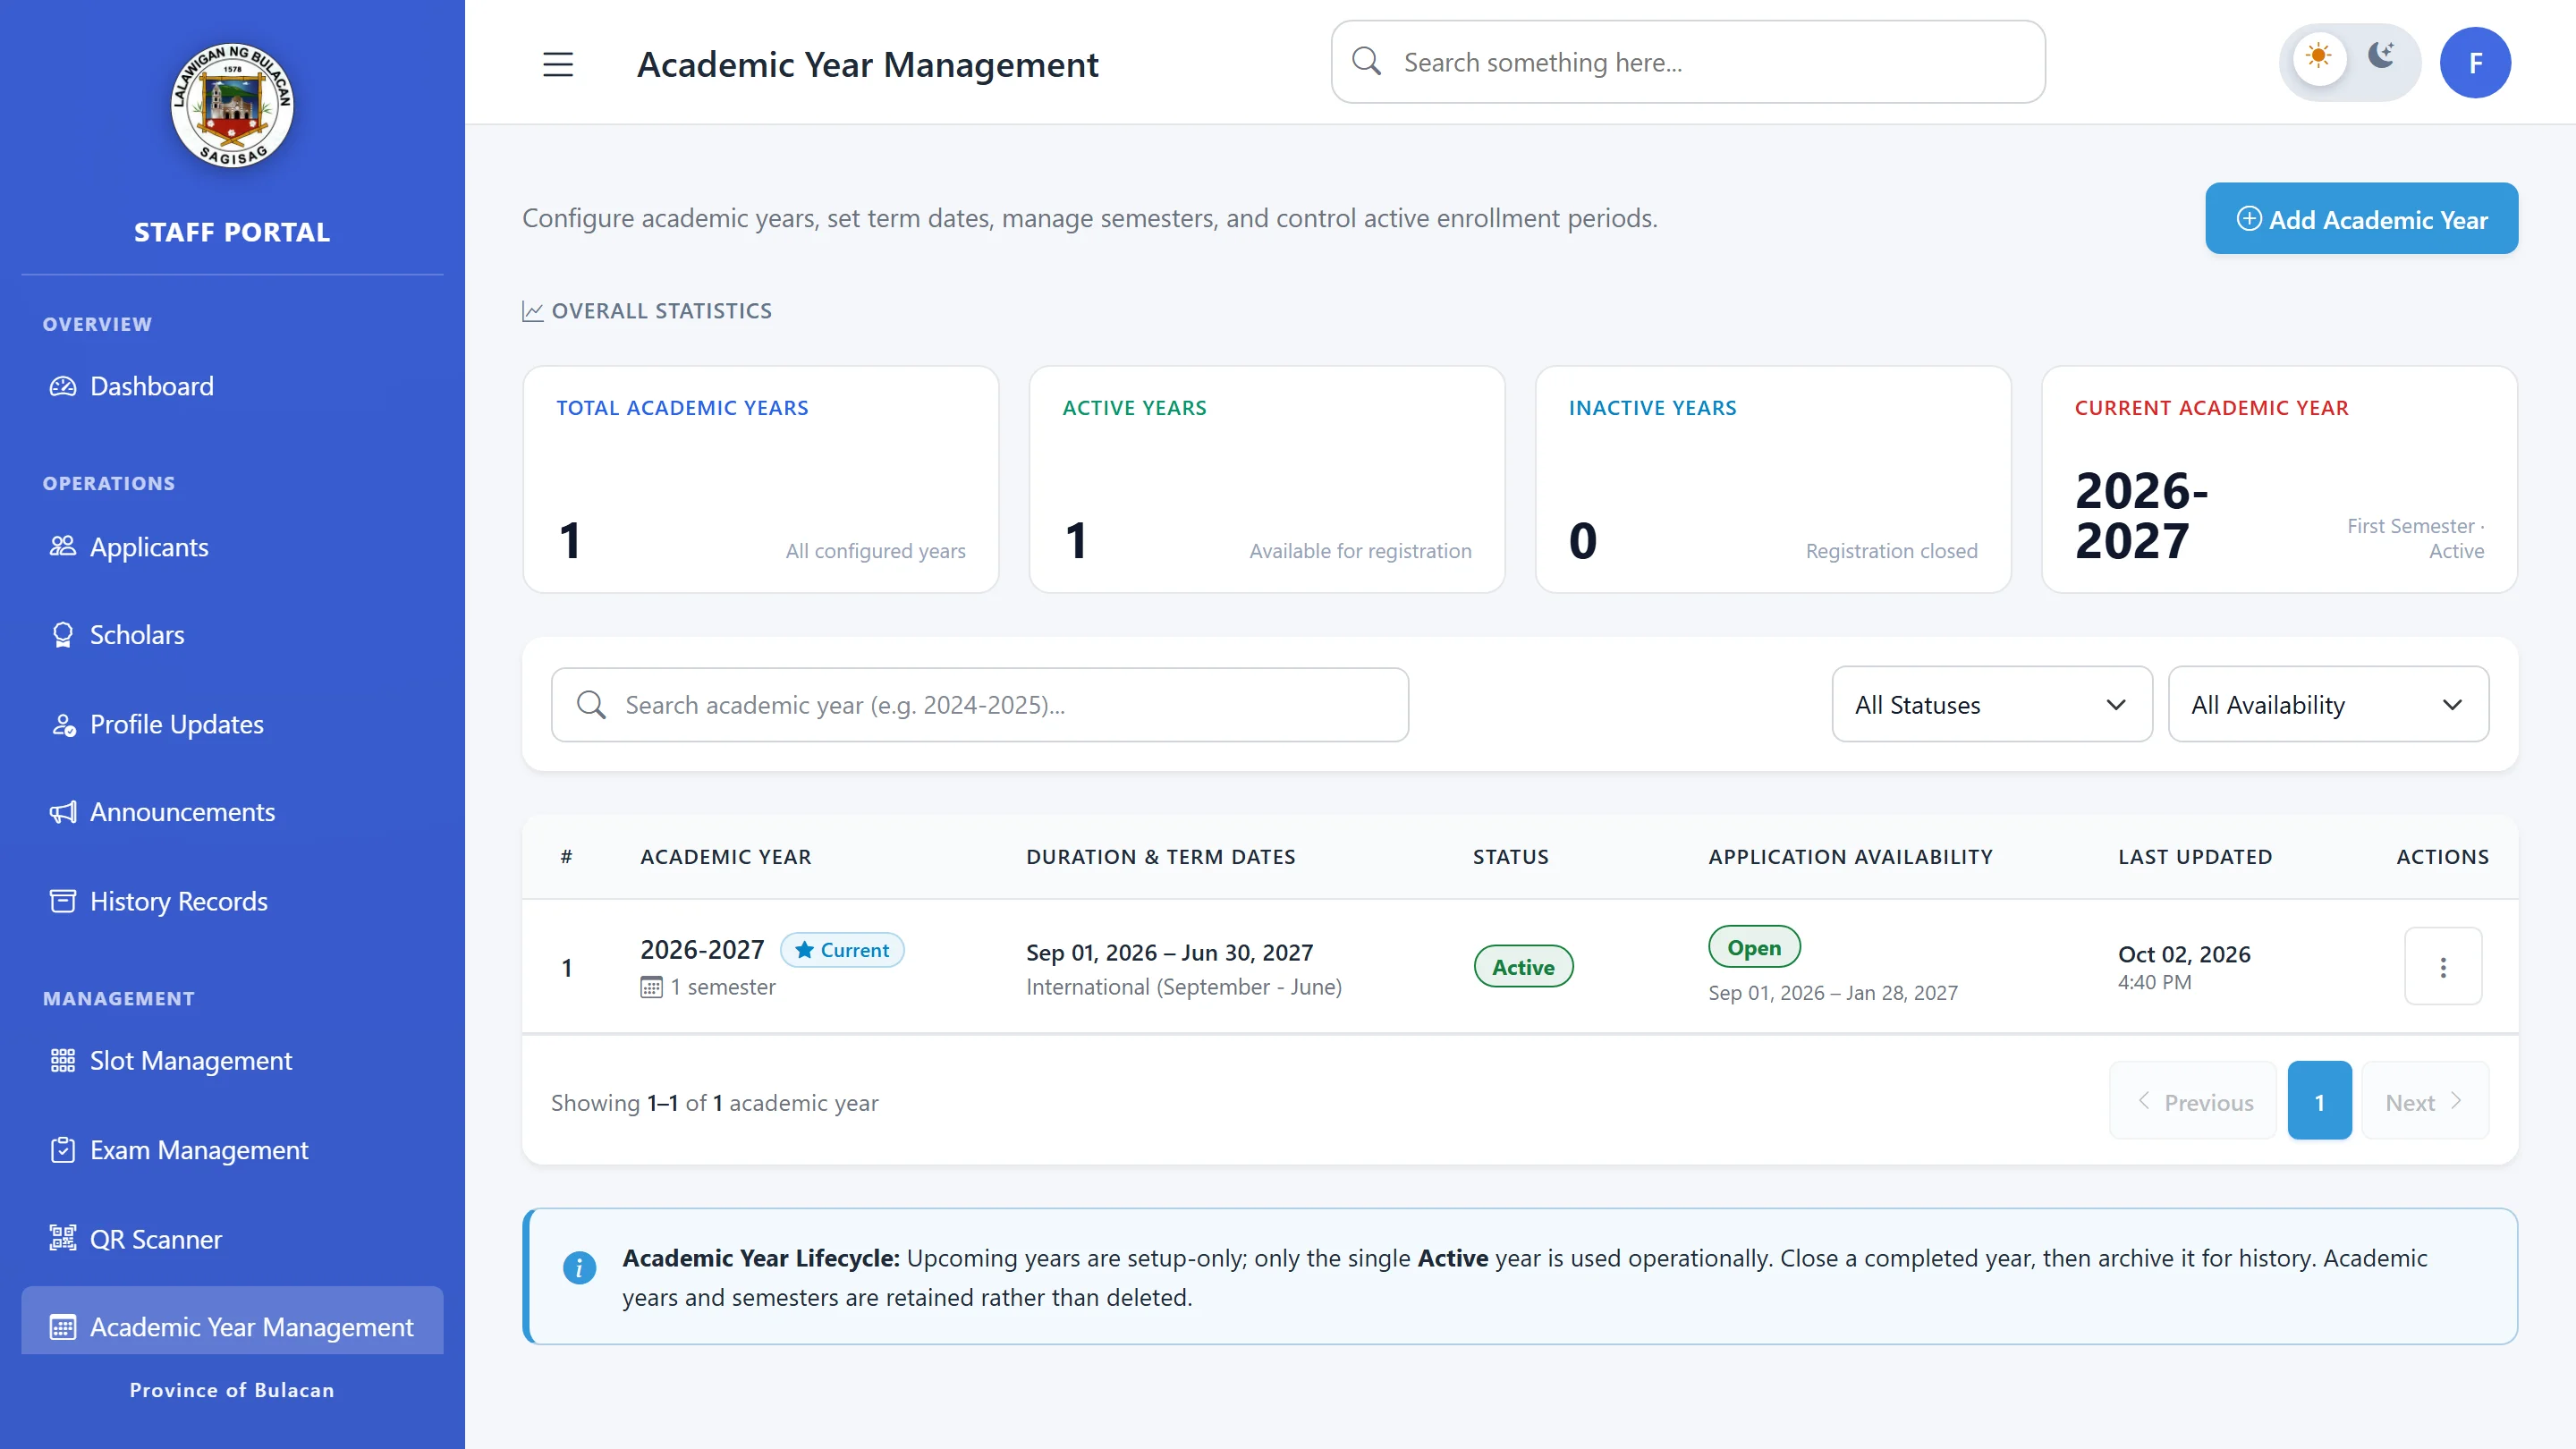 LALAWIGAN NG BULACAN
1578
SAGISAG
STAFF PORTAL
OVERVIEW
Dashboard
OPERATIONS
Applicants
Scholars
Profile Updates
Announcements
History Records
MANAGEMENT
Slot Management
Exam Management
QR Scanner
Academic Year Management
Province of Bulacan
Academic Year Management
Search something here...
F
Configure academic years, set term dates, manage semesters, and control active enrollment periods.
Add Academic Year
OVERALL STATISTICS
TOTAL ACADEMIC YEARS
1
All configured years
ACTIVE YEARS
1
Available for registration
INACTIVE YEARS
0
Registration closed
CURRENT ACADEMIC YEAR
2026-
2027
First Semester ·
Active
Search academic year (e.g. 2024-2025)...
All Statuses
All Availability
# ACADEMIC YEAR DURATION & TERM DATES STATUS APPLICATION AVAILABILITY LAST UPDATED ACTIONS
1
2026-2027 Current
1 semester
Sep 01, 2026 – Jun 30, 2027
International (September - June)
Active
Open
Sep 01, 2026 – Jan 28, 2027
Oct 02, 2026
4:40 PM
Showing 1–1 of 1 academic year
Previous 1 Next
Academic Year Lifecycle: Upcoming years are setup-only; only the single Active year is used operationally. Close a completed year, then archive it for history. Academic
years and semesters are retained rather than deleted.